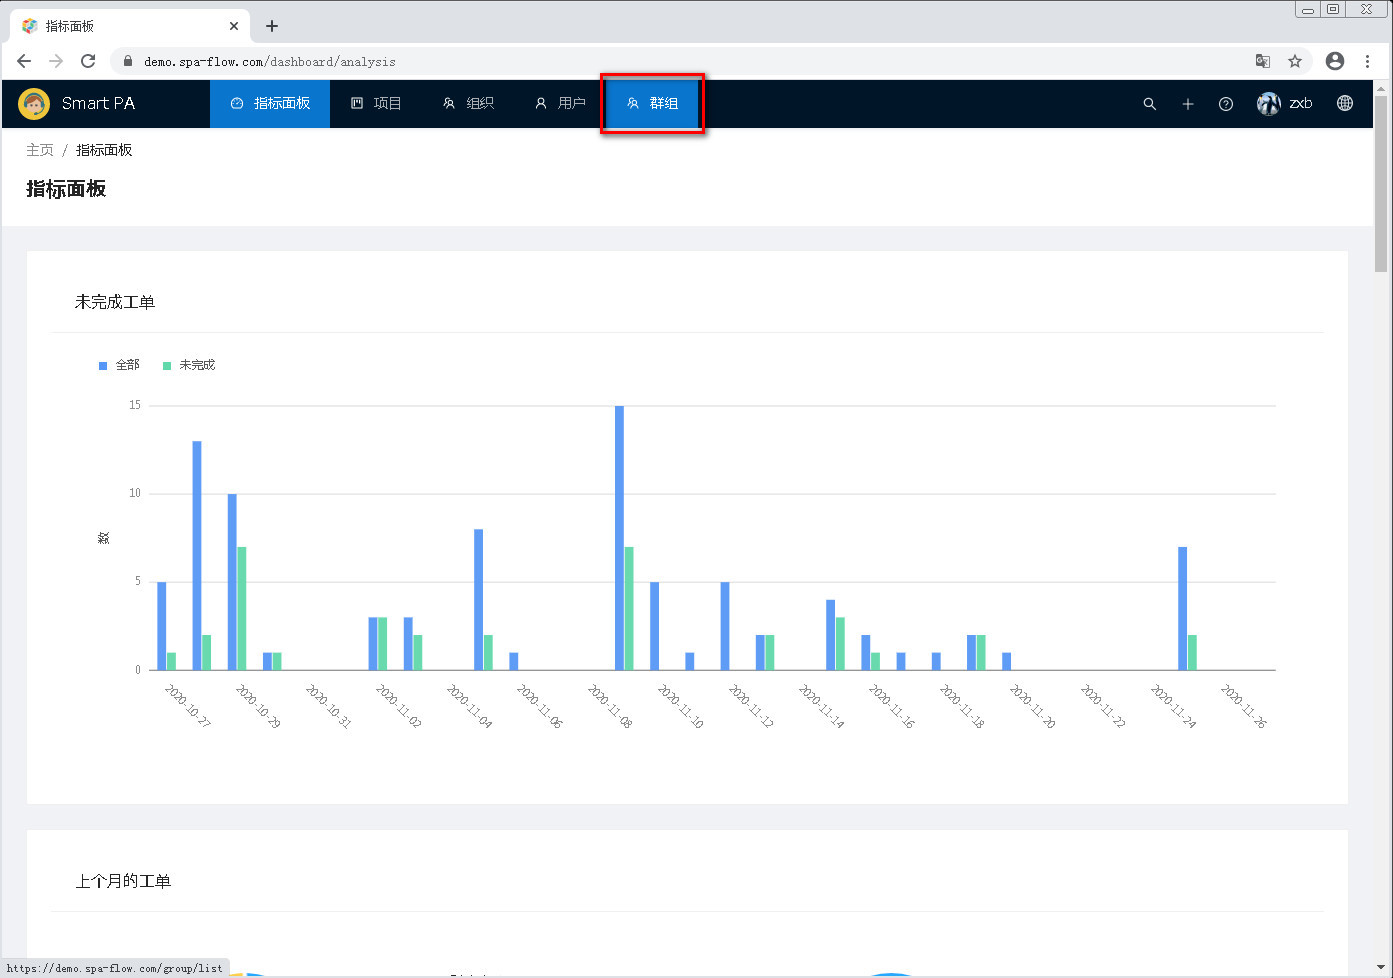 指标面板
demo.spa-flow.com/dashboard/analysis
Smart PA 指标面板 项目 组织 用户 群组 zxb
主页 / 指标面板
指标面板
未完成工单
全部 未完成
15
10
数
5
0
2020-10-27 2020-10-29 2020-10-31 2020-11-02 2020-11-04 2020-11-06 2020-11-08 2020-11-10 2020-11-12 2020-11-14 2020-11-16 2020-11-18 2020-11-20 2020-11-22 2020-11-24 2020-11-26
上个月的工单
https://demo.spa-flow.com/group/list